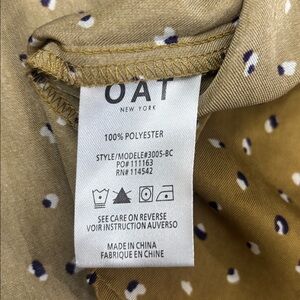 OAT
NEW YORK
100% POLYESTER
STYLE/MODELE#3005-BC
PO# 111163
RN# 114542
SEE CARE ON REVERSE
VOIR INSTRUCTION AUVERSO
MADE IN CHINA
FABRIQUE EN CHINE